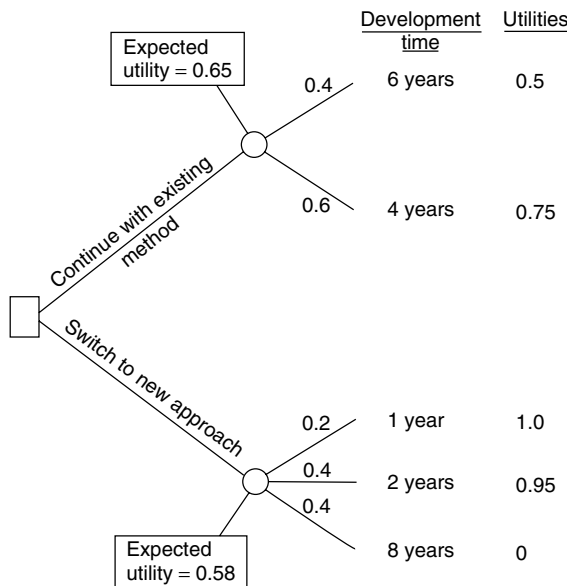 Development time Utilities
Expected
utility = 0.65
0.4 6 years 0.5
0.6 4 years 0.75
Continue with existing
method
Switch to new approach
0.2 1 year 1.0
0.4 2 years 0.95
0.4 8 years 0
Expected
utility = 0.58